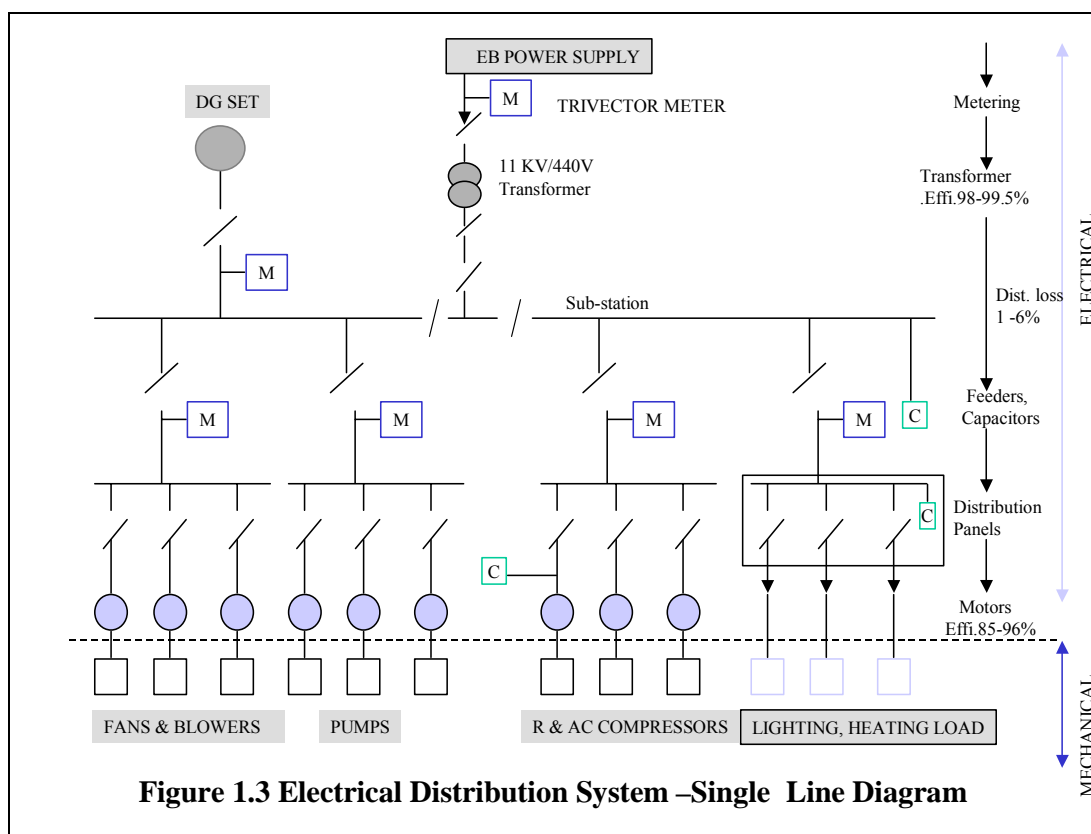 EB POWER SUPPLY
DG SET
M
TRIVECTOR METER
Metering
11 KV/440V
Transformer
Transformer
.Effi.98-99.5%
M
ELECTRICAL
Sub-station
Dist. loss
1 -6%
M
M
M
M
C
Feeders,
Capacitors
C
Distribution
Panels
C
Motors
Effi.85-96%
MECHANICAL
FANS & BLOWERS
PUMPS
R & AC COMPRESSORS
LIGHTING, HEATING LOAD
Figure 1.3 Electrical Distribution System –Single Line Diagram